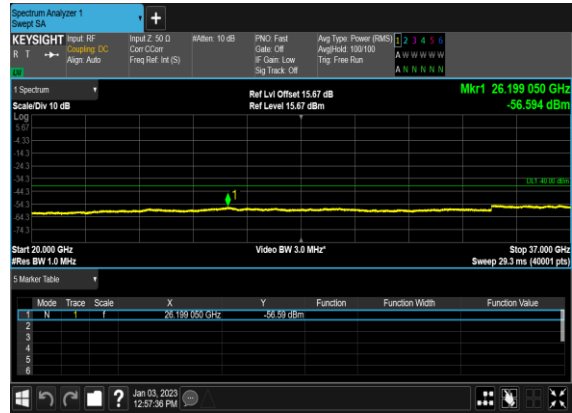 Spectrum Analyzer 1
Swept SA
+
KEYSIGHT Input: RF Input Z: 50 Ω #Atten: 10 dB PNO: Fast Avg Type: Power (RMS) 1 2 3 4 5 6
R T Coupling: DC Corr CCorr Gate: Off Avg|Hold: 100/100 A W W W W W
Align: Auto Freq Ref: Int (S) IF Gain: Low Trig: Free Run
LW Sig Track: Off A N N N N N
1 Spectrum Ref Lvl Offset 15.67 dB Mkr1 26.199 050 GHz
Scale/Div 10 dB Ref Level 15.67 dBm -56.594 dBm
Log
5.67
-4.33
-14.3
-24.3
-34.3 DL1 -40.00 dBm
-44.3
1
-54.3
-64.3
-74.3
Start 20.000 GHz Video BW 3.0 MHz* Stop 37.000 GHz
#Res BW 1.0 MHz Sweep 29.3 ms (40001 pts)
5 Marker Table
Mode Trace Scale X Y Function Function Width Function Value
1 N 1 f 26.199 050 GHz -56.59 dBm
2
3
4
5
6
? Jan 03, 2023
12:57:36 PM